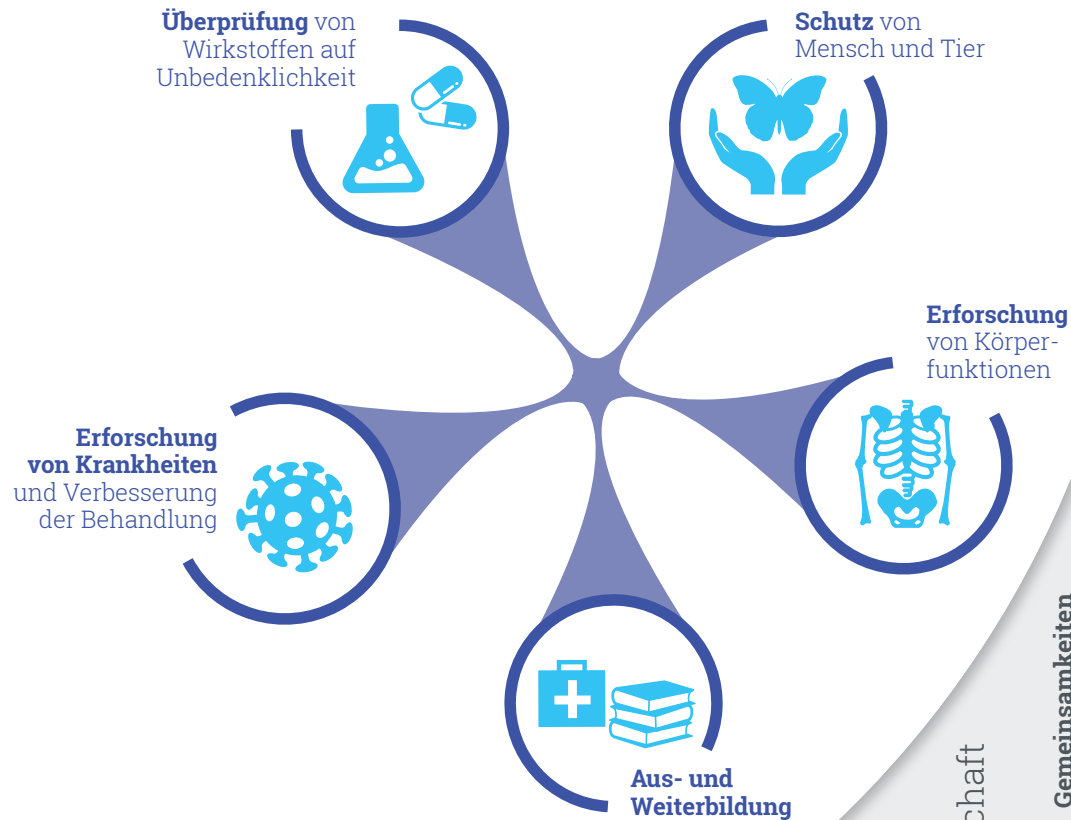 Überprüfung von
Wirkstoffen auf
Unbedenklichkeit
Schutz von
Mensch und Tier
Erforschung
von Körper-
funktionen
Erforschung
von Krankheiten
und Verbesserung
der Behandlung
Aus- und
Weiterbildung
Gemeinsamkeiten